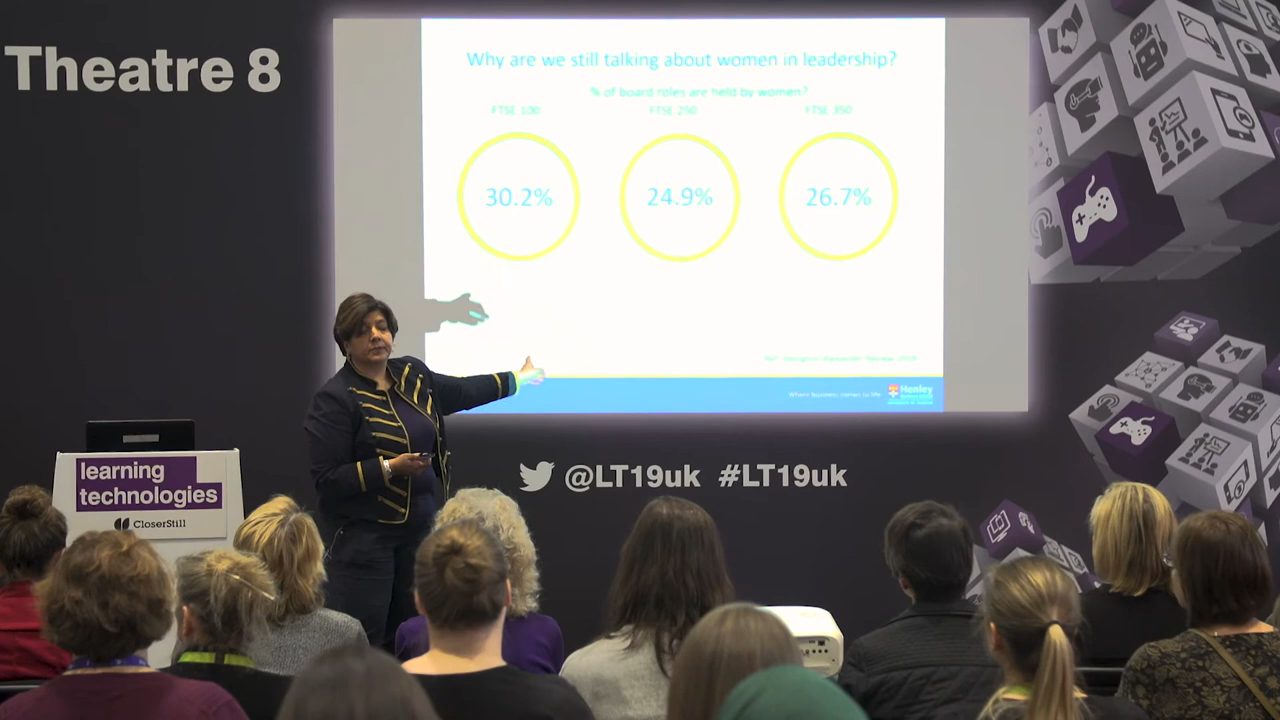 Theatre 8
Why are we still talking about women in leadership?
% of board roles are held by women?
FTSE 100 FTSE 250 FTSE 350
30.2% 24.9% 26.7%
Where business comes to life
Henley
learning
technologies
CloserStill
@LT19uk #LT19uk